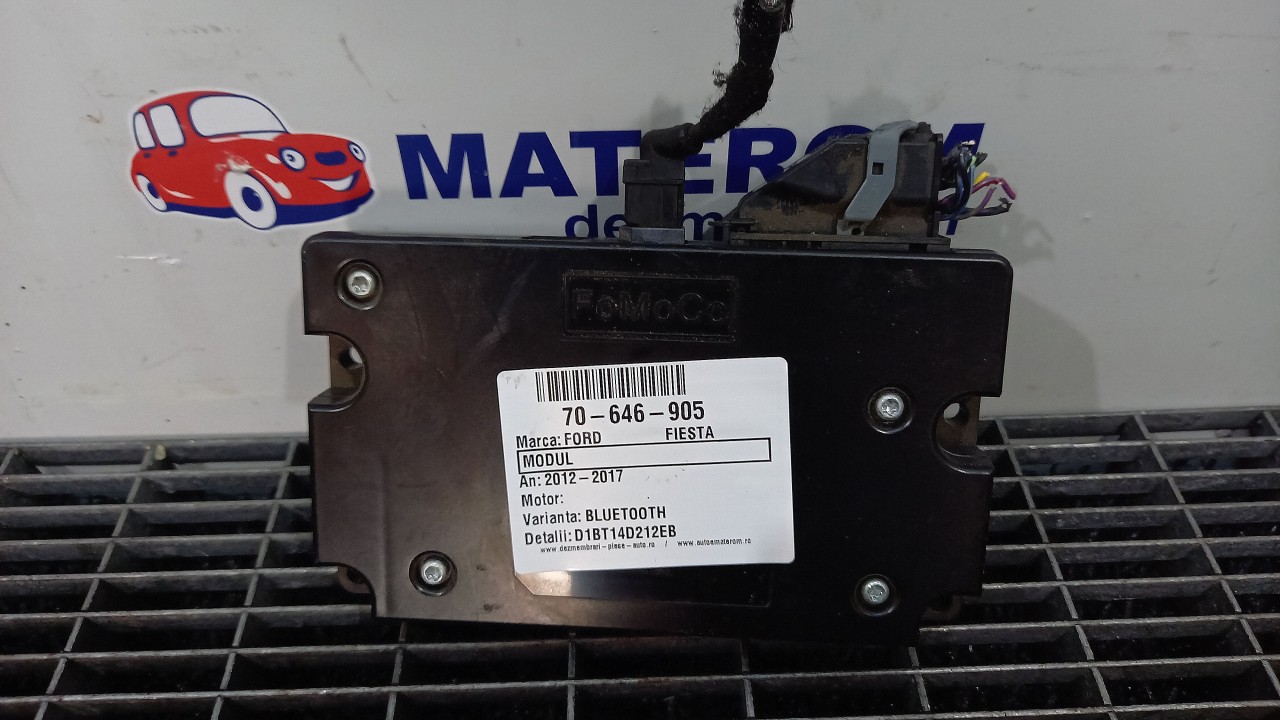 FoMoCo
70-646-905
Marca: FORD FIESTA
MODUL
An: 2012-2017
Motor:
Varianta: BLUETOOTH
Detalii: D1BT14D212EB
www.dezmembrari-piese-auto.ro / www.autoematerom.ro